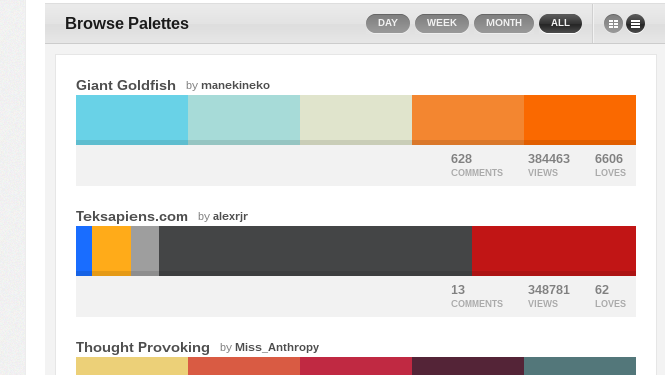 Browse Palettes DAY WEEK MONTH ALL
Giant Goldfish by manekineko
628 384463 6606
COMMENTS VIEWS LOVES
Teksapiens.com by alexrjr
13 348781 62
COMMENTS VIEWS LOVES
Thought Provoking by Miss_Anthropy